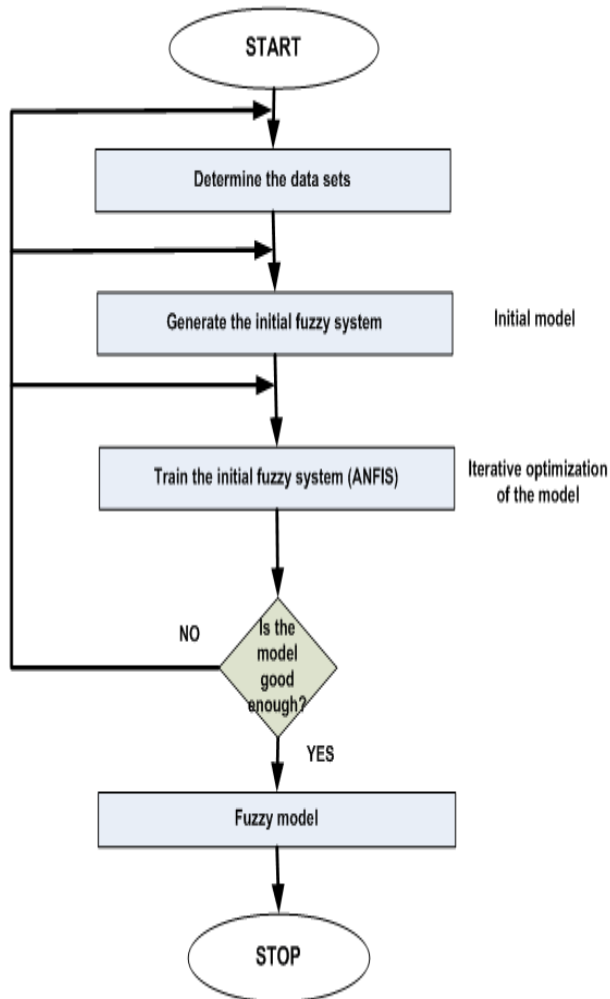 START
Determine the data sets
Generate the initial fuzzy system
Initial model
Train the initial fuzzy system (ANFIS)
Iterative optimization
of the model
NO
Is the
model
good
enough?
YES
Fuzzy model
STOP